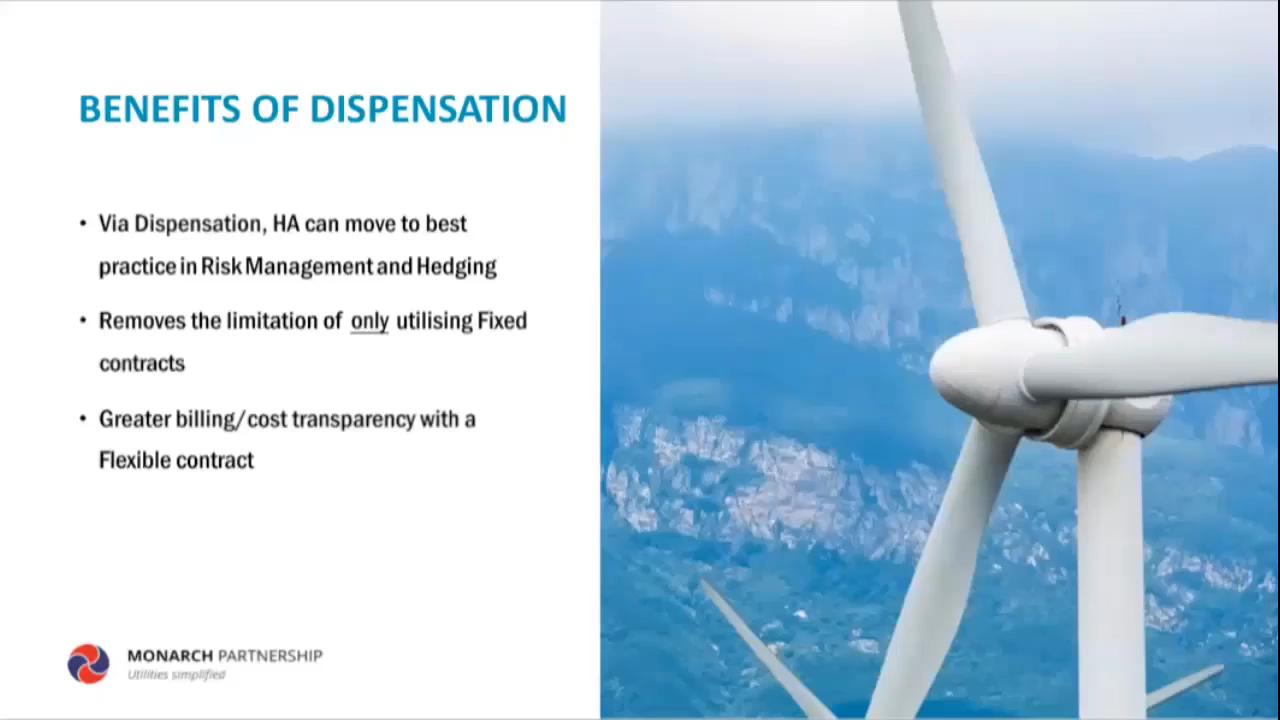 BENEFITS OF DISPENSATION
• Via Dispensation, HA can move to best
practice in Risk Management and Hedging
• Removes the limitation of only utilising Fixed
contracts
• Greater billing/cost transparency with a
Flexible contract
MONARCH PARTNERSHIP
Utilities simplified